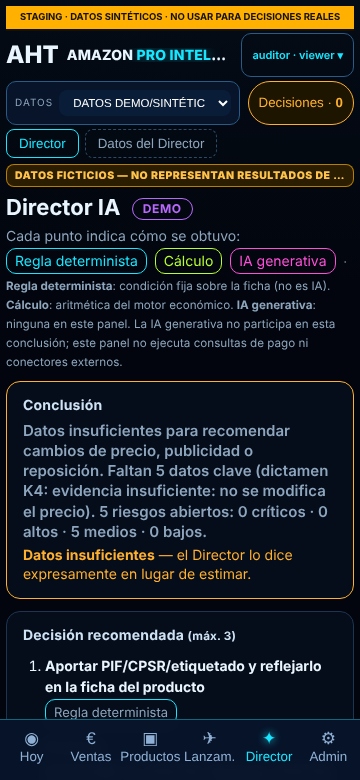 STAGING · DATOS SINTÉTICOS · NO USAR PARA DECISIONES REALES
AHT AMAZON PRO INTEL... auditor · viewer ▾
DATOS DATOS DEMO/SINTÉTIC Decisiones · 0
Director Datos del Director
DATOS FICTICIOS — NO REPRESENTAN RESULTADOS DE ...
Director IA DEMO
Cada punto indica cómo se obtuvo:
Regla determinista Cálculo IA generativa ·
Regla determinista: condición fija sobre la ficha (no es IA).
Cálculo: aritmética del motor económico. IA generativa:
ninguna en este panel. La IA generativa no participa en esta
conclusión; este panel no ejecuta consultas de pago ni
conectores externos.
Conclusión
Datos insuficientes para recomendar
cambios de precio, publicidad o
reposición. Faltan 5 datos clave (dictamen
K4: evidencia insuficiente: no se modifica
el precio). 5 riesgos abiertos: 0 críticos · 0
altos · 5 medios · 0 bajos.
Datos insuficientes — el Director lo dice
expresamente en lugar de estimar.
Decisión recomendada (máx. 3)
1. Aportar PIF/CPSR/etiquetado y reflejarlo
en la ficha del producto
Regla determinista
Hoy Ventas Productos Lanzam. Director Admin